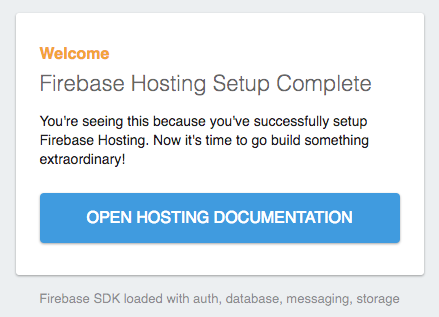 Welcome
Firebase Hosting Setup Complete
You're seeing this because you've successfully setup
Firebase Hosting. Now it's time to go build something
extraordinary!
OPEN HOSTING DOCUMENTATION
Firebase SDK loaded with auth, database, messaging, storage